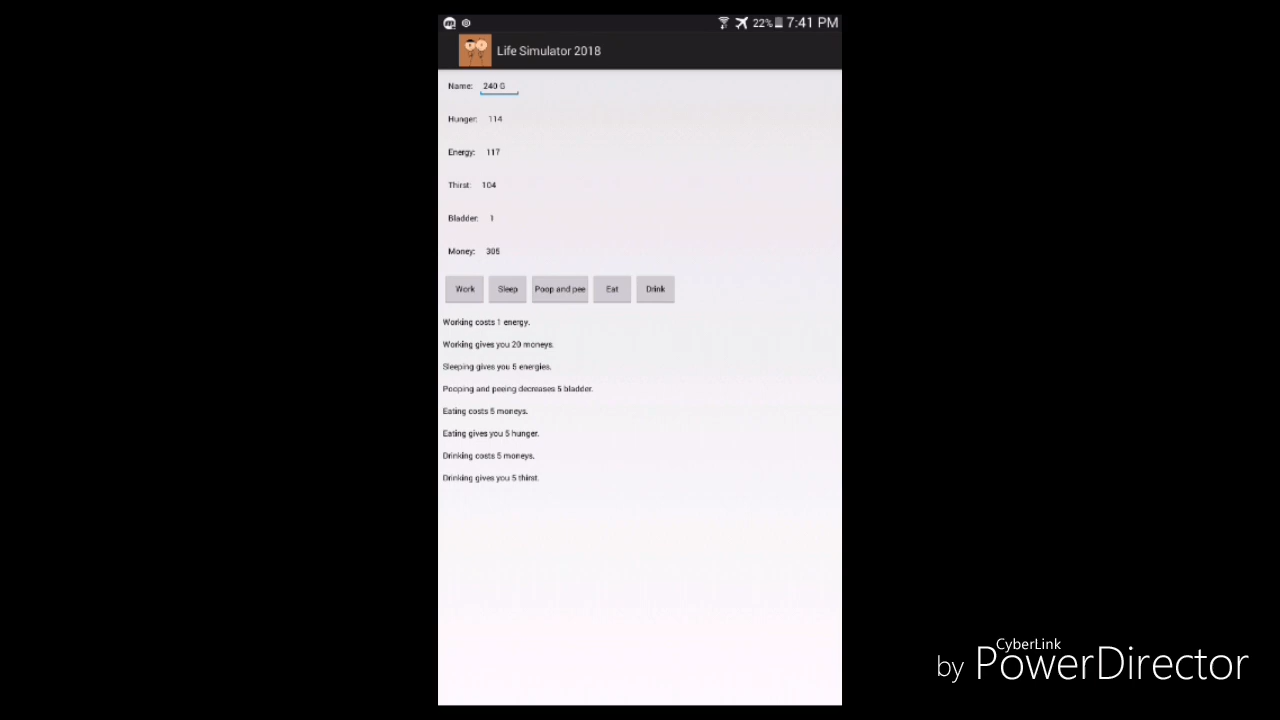 22% 7:41 PM
Life Simulator 2018
Name: 240 G
Hunger: 114
Energy: 117
Thirst: 104
Bladder: 1
Money: 305
Work Sleep Poop and pee Eat Drink
Working costs 1 energy.
Working gives you 20 moneys.
Sleeping gives you 5 energies.
Pooping and peeing decreases 5 bladder.
Eating costs 5 moneys.
Eating gives you 5 hunger.
Drinking costs 5 moneys.
Drinking gives you 5 thirst.
CyberLink
by PowerDirector